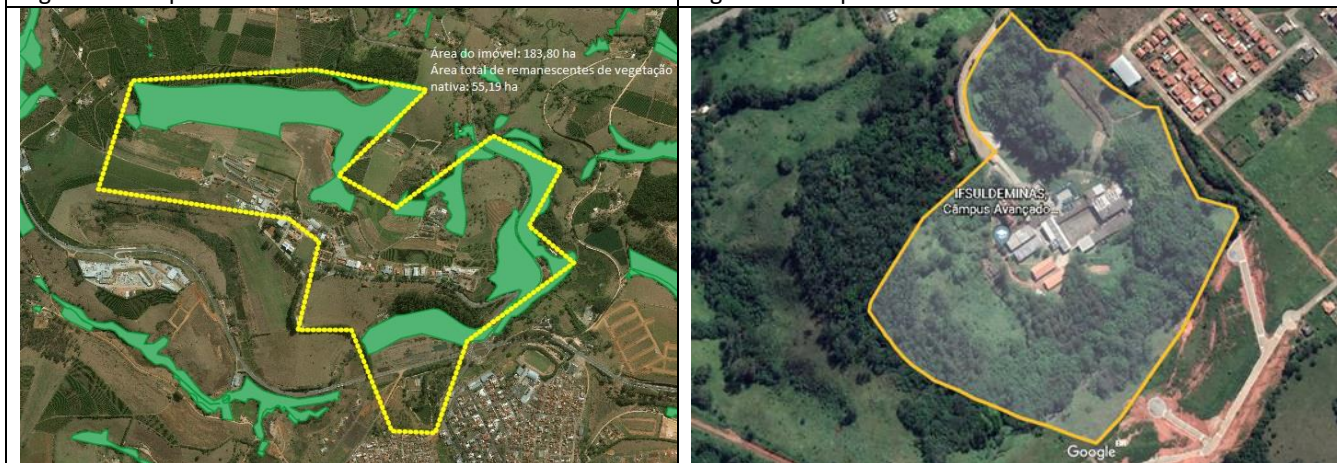 Área do imóvel: 183,80 ha
Área total de remanescentes de vegetação
nativa: 55,19 ha
IFSULDEMINAS,
Câmpus Avançado
Google